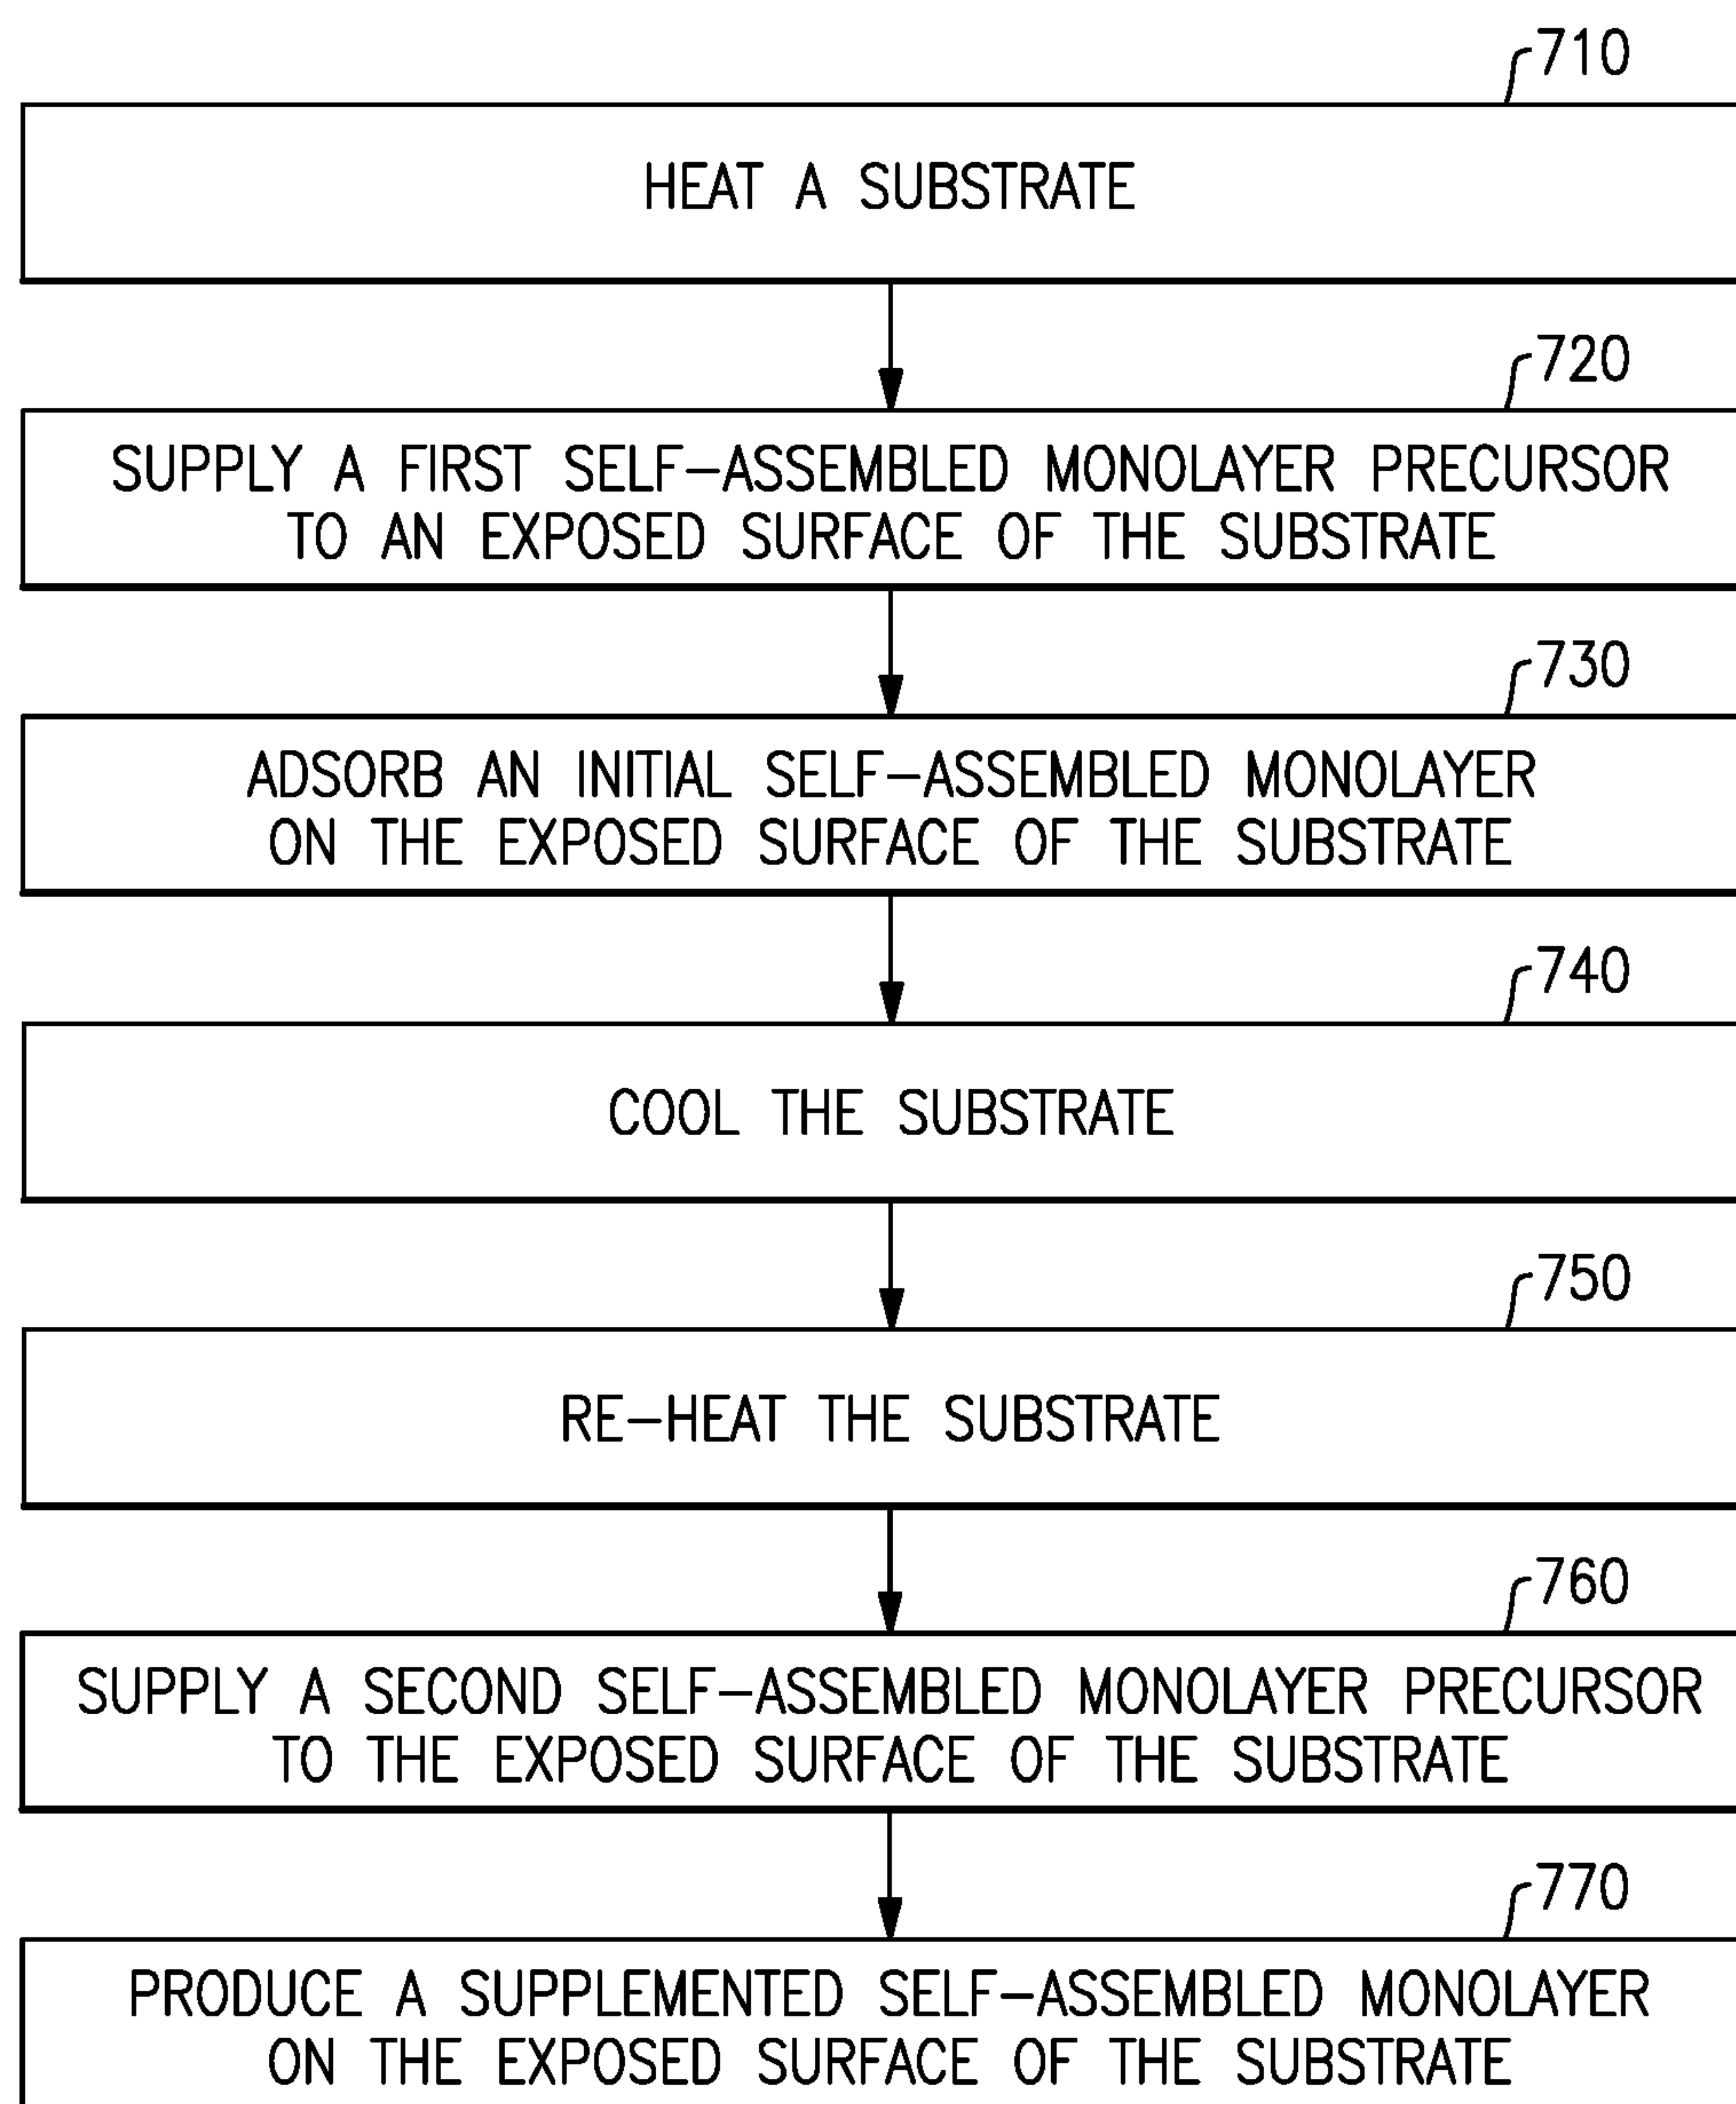 710
HEAT A SUBSTRATE
720
SUPPLY A FIRST SELF-ASSEMBLED MONOLAYER PRECURSOR
TO AN EXPOSED SURFACE OF THE SUBSTRATE
730
ADSORB AN INITIAL SELF-ASSEMBLED MONOLAYER
ON THE EXPOSED SURFACE OF THE SUBSTRATE
740
COOL THE SUBSTRATE
750
RE-HEAT THE SUBSTRATE
760
SUPPLY A SECOND SELF-ASSEMBLED MONOLAYER PRECURSOR
TO THE EXPOSED SURFACE OF THE SUBSTRATE
770
PRODUCE A SUPPLEMENTED SELF-ASSEMBLED MONOLAYER
ON THE EXPOSED SURFACE OF THE SUBSTRATE